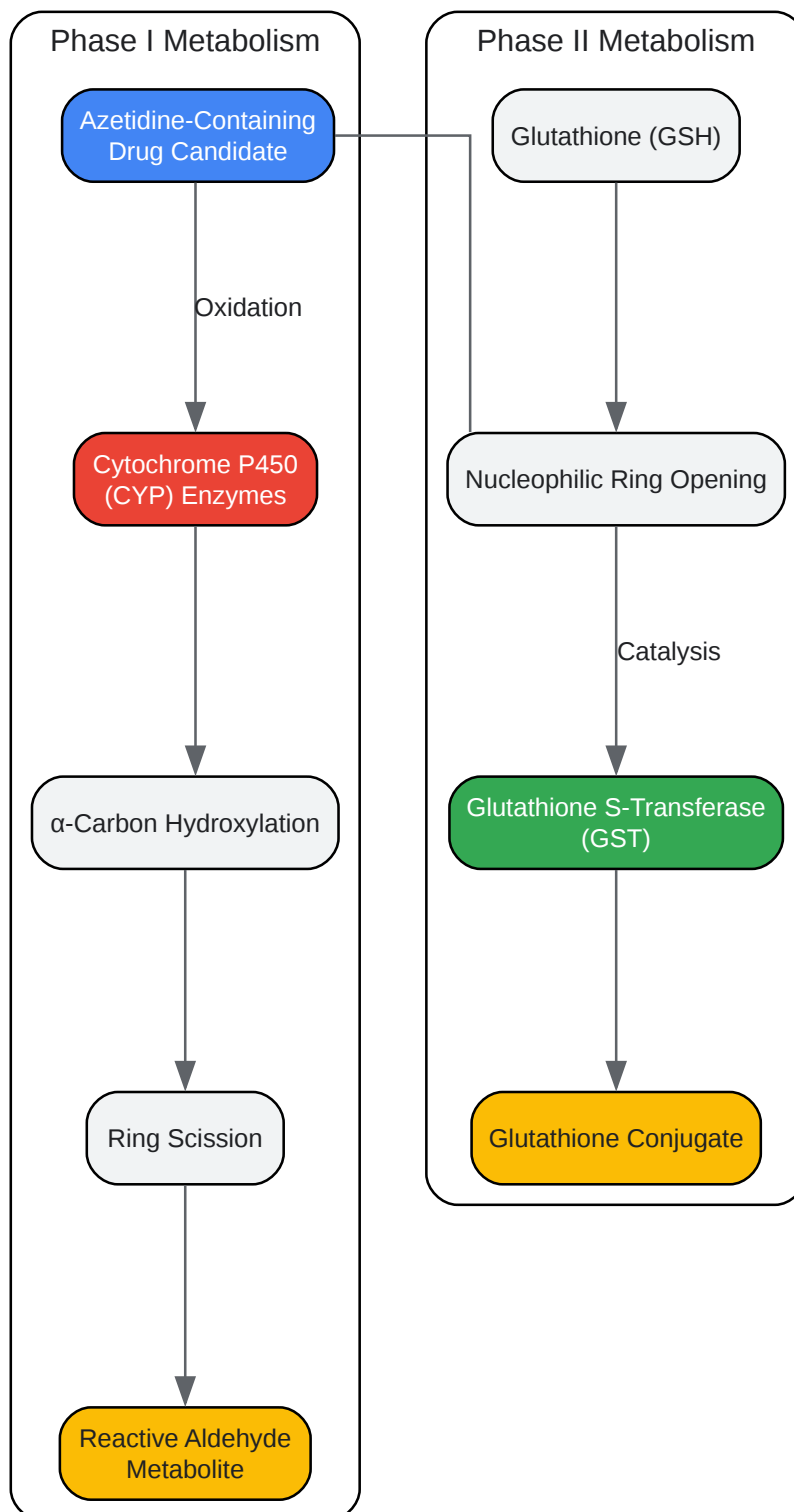 Phase I Metabolism
Azetidine-Containing
Drug Candidate
Oxidation
Cytochrome P450
(CYP) Enzymes
α-Carbon Hydroxylation
Ring Scission
Reactive Aldehyde
Metabolite
Phase II Metabolism
Glutathione (GSH)
Nucleophilic Ring Opening
Catalysis
Glutathione S-Transferase
(GST)
Glutathione Conjugate